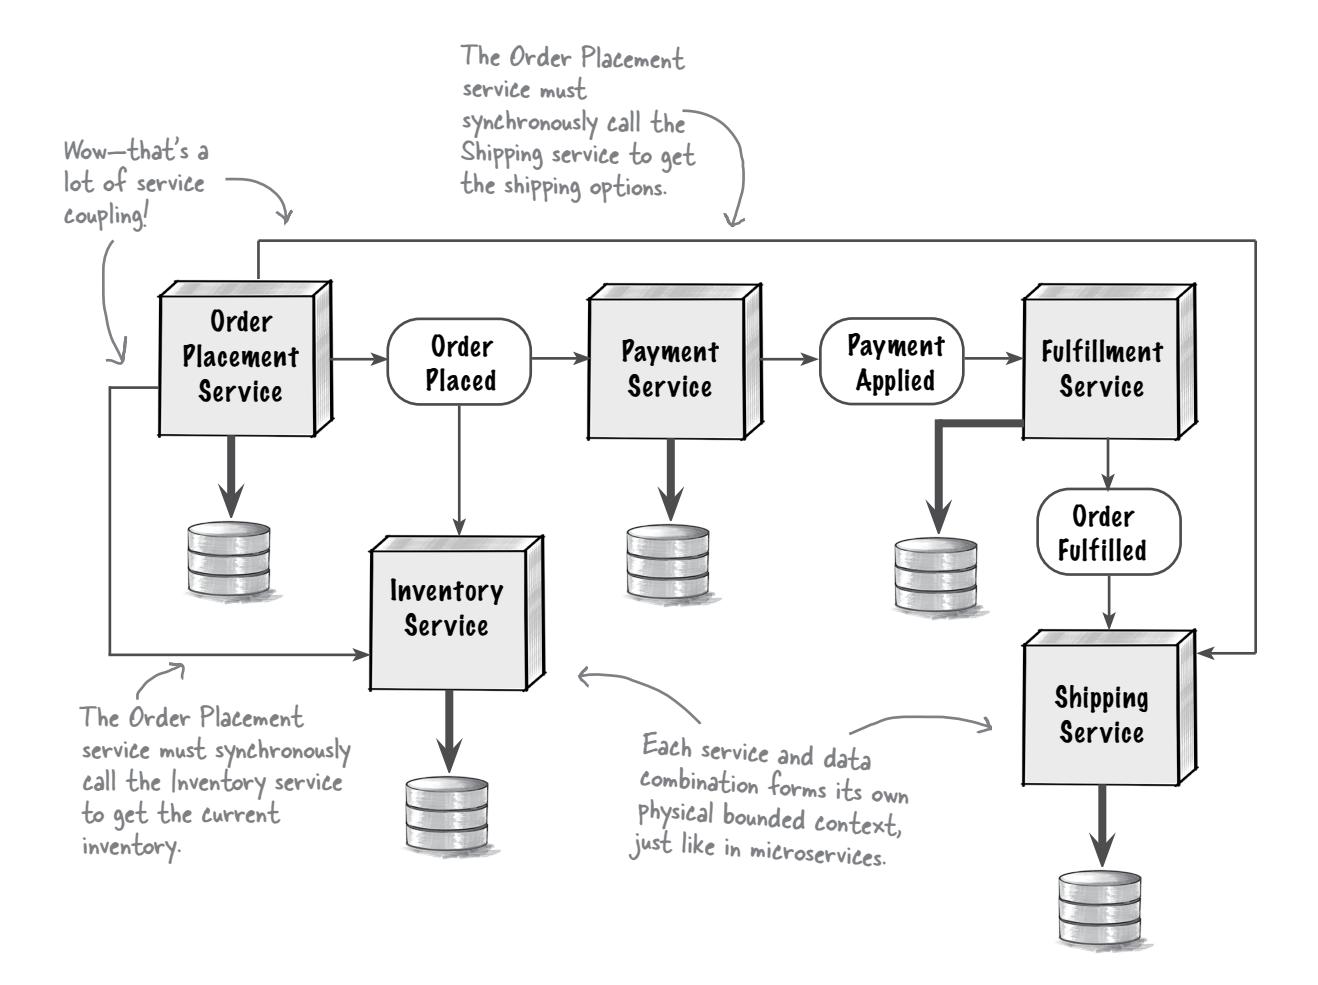 The Order Placement
service must
synchronously call the
Shipping service to get
the shipping options.
Wow—that's a
lot of service
coupling!
Order
Placement
Service
Order
Placed
Payment
Service
Payment
Applied
Fulfillment
Service
Order
Fulfilled
Inventory
Service
Shipping
Service
The Order Placement
service must synchronously
call the Inventory service
to get the current
inventory.
Each service and data
combination forms its own
physical bounded context,
just like in microservices.